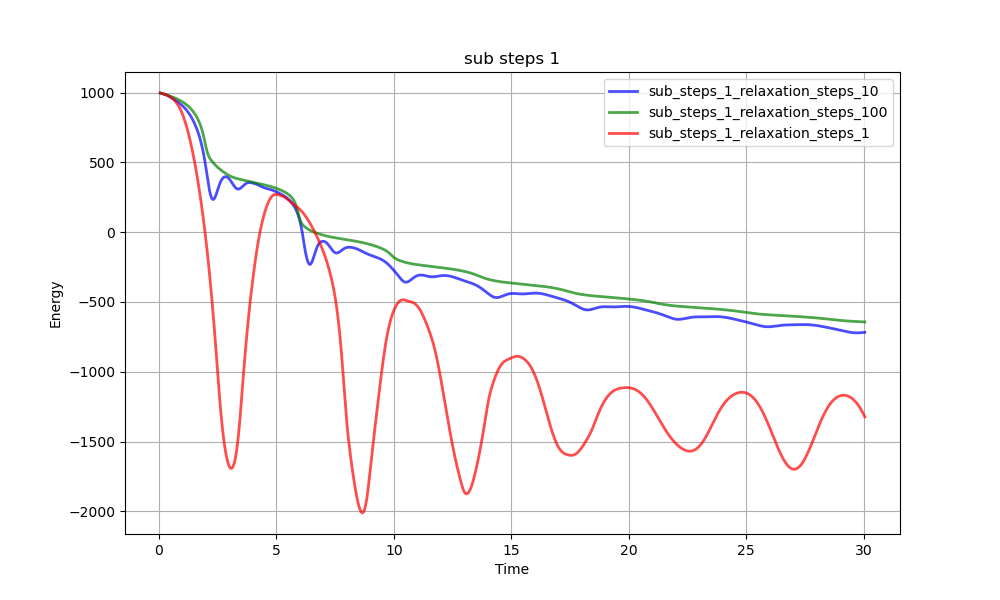 sub steps 1
sub_steps_1_relaxation_steps_10
sub_steps_1_relaxation_steps_100
sub_steps_1_relaxation_steps_1
1000
500
0
−500
−1000
−1500
−2000
Energy
0 5 10 15 20 25 30
Time